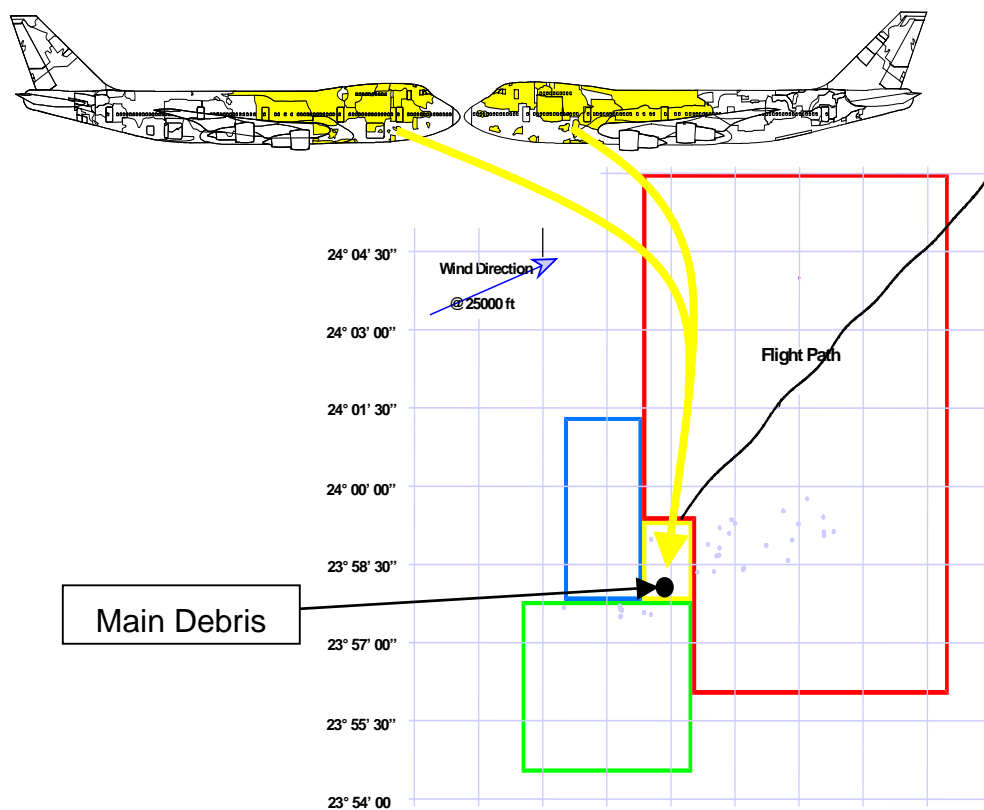 24° 04’ 30”
Wind Direction
@ 25000 ft
24° 03’ 00”
Flight Path
24° 01’ 30”
24° 00’ 00”
23° 58’ 30”
Main Debris
23° 57’ 00”
23° 55’ 30”
23° 54’ 00